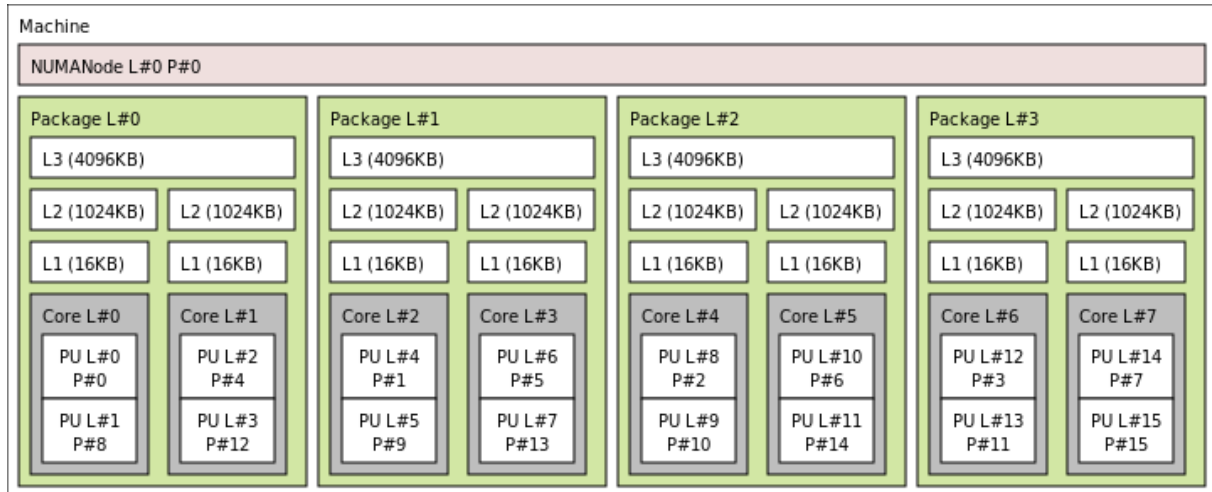 Machine
NUMANode L#0 P#0
Package L#0
L3 (4096KB)
L2 (1024KB)
L2 (1024KB)
L1 (16KB)
L1 (16KB)
Core L#0
PU L#0
P#0
PU L#1
P#8
Core L#1
PU L#2
P#4
PU L#3
P#12
Package L#1
L3 (4096KB)
L2 (1024KB)
L2 (1024KB)
L1 (16KB)
L1 (16KB)
Core L#2
PU L#4
P#1
PU L#5
P#9
Core L#3
PU L#6
P#5
PU L#7
P#13
Package L#2
L3 (4096KB)
L2 (1024KB)
L2 (1024KB)
L1 (16KB)
L1 (16KB)
Core L#4
PU L#8
P#2
PU L#9
P#10
Core L#5
PU L#10
P#6
PU L#11
P#14
Package L#3
L3 (4096KB)
L2 (1024KB)
L2 (1024KB)
L1 (16KB)
L1 (16KB)
Core L#6
PU L#12
P#3
PU L#13
P#11
Core L#7
PU L#14
P#7
PU L#15
P#15